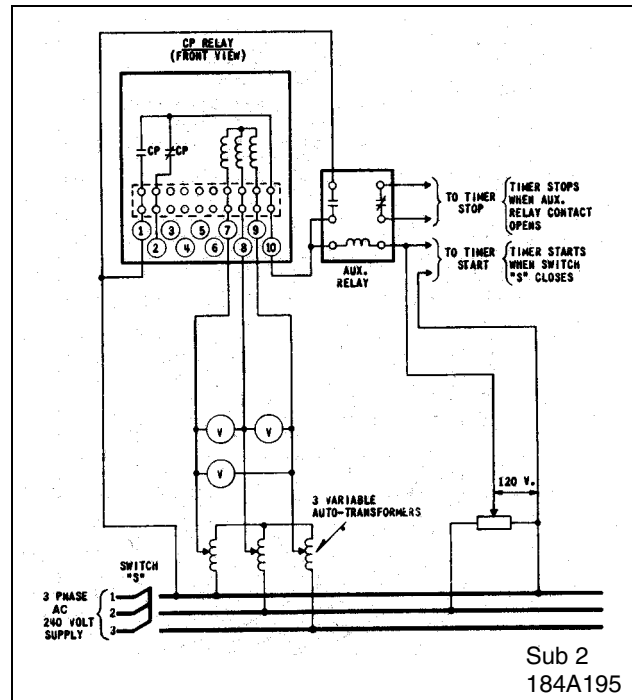 CP RELAY
(FRONT VIEW)
CP
CP
1
3
5
7
9
2
4
6
8
10
AUX.
RELAY
TO TIMER
STOP
TIMER STOPS
WHEN AUX.
RELAY CONTACT
OPENS
TO TIMER
START
TIMER STARTS
WHEN SWITCH
"S" CLOSES
V
V
V
3 VARIABLE
AUTO-TRANSFORMERS
120 V.
SWITCH
"S"
3 PHASE
AC
240 VOLT
SUPPLY
1
2
3
Sub 2
184A195